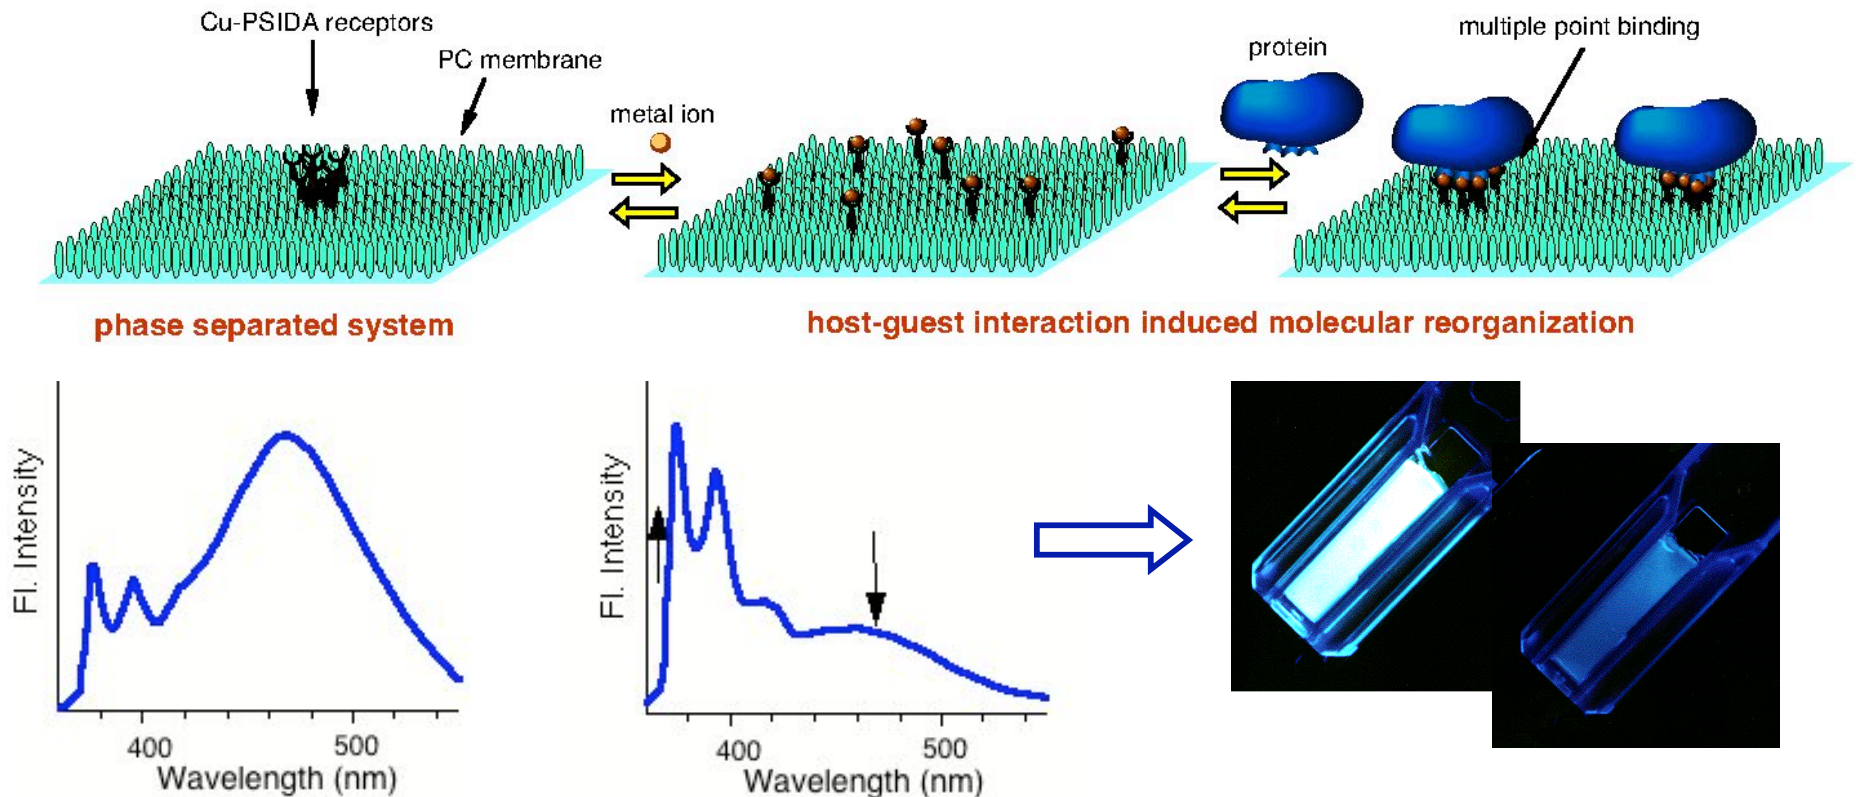 Cu-PSIDA receptors
PC membrane
metal ion
protein
multiple point binding
phase separated system
host-guest interaction induced molecular reorganization
Fl. Intensity
400
500
Wavelength (nm)
Fl. Intensity
400
500
Wavelength (nm)